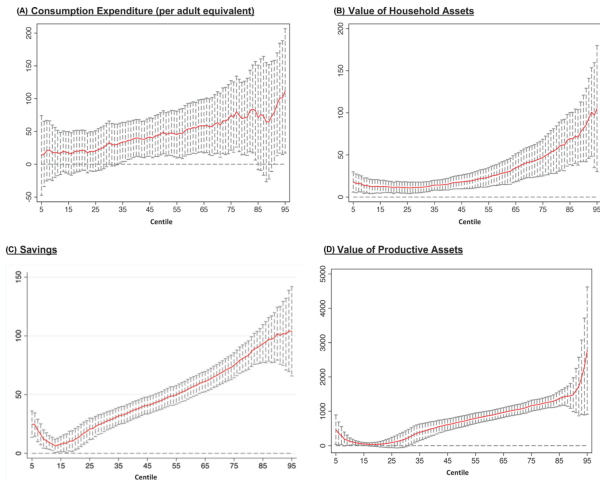 (A) Consumption Expenditure (per adult equivalent)
200
150
100
50
0
-50
5 15 25 35 45 55 65 75 85 95
Centile
(B) Value of Household Assets
200
150
100
50
0
5 15 25 35 45 55 65 75 85 95
Centile
(C) Savings
150
100
50
0
5 15 25 35 45 55 65 75 85 95
Centile
(D) Value of Productive Assets
5000
4000
3000
2000
1000
0
5 15 25 35 45 55 65 75 85 95
Centile